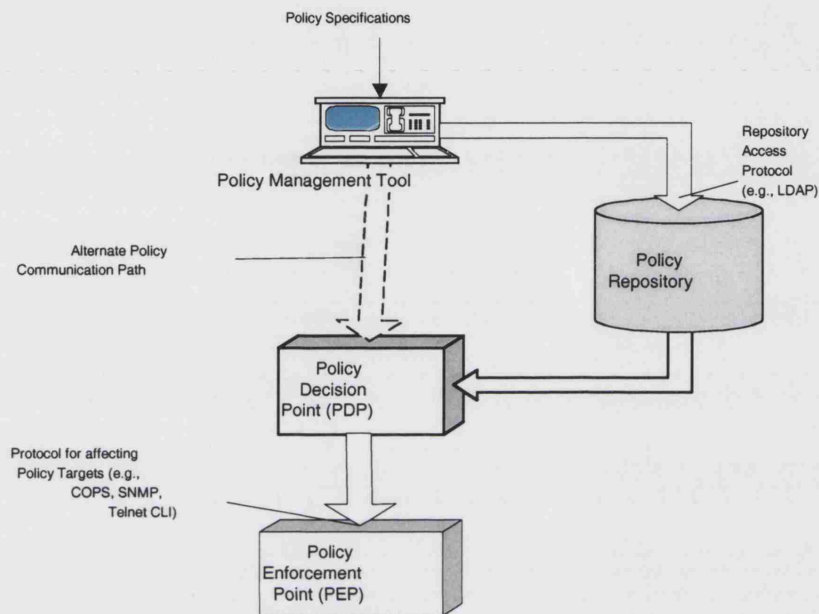 Policy Specifications
Policy Management Tool
Repository
Access
Protocol
(e.g., LDAP)
Policy
Repository
Alternate Policy
Communication Path
Policy
Decision
Point (PDP)
Protocol for affecting
Policy Targets (e.g.,
COPS, SNMP,
Telnet CLI)
Policy
Enforcement
Point (PEP)